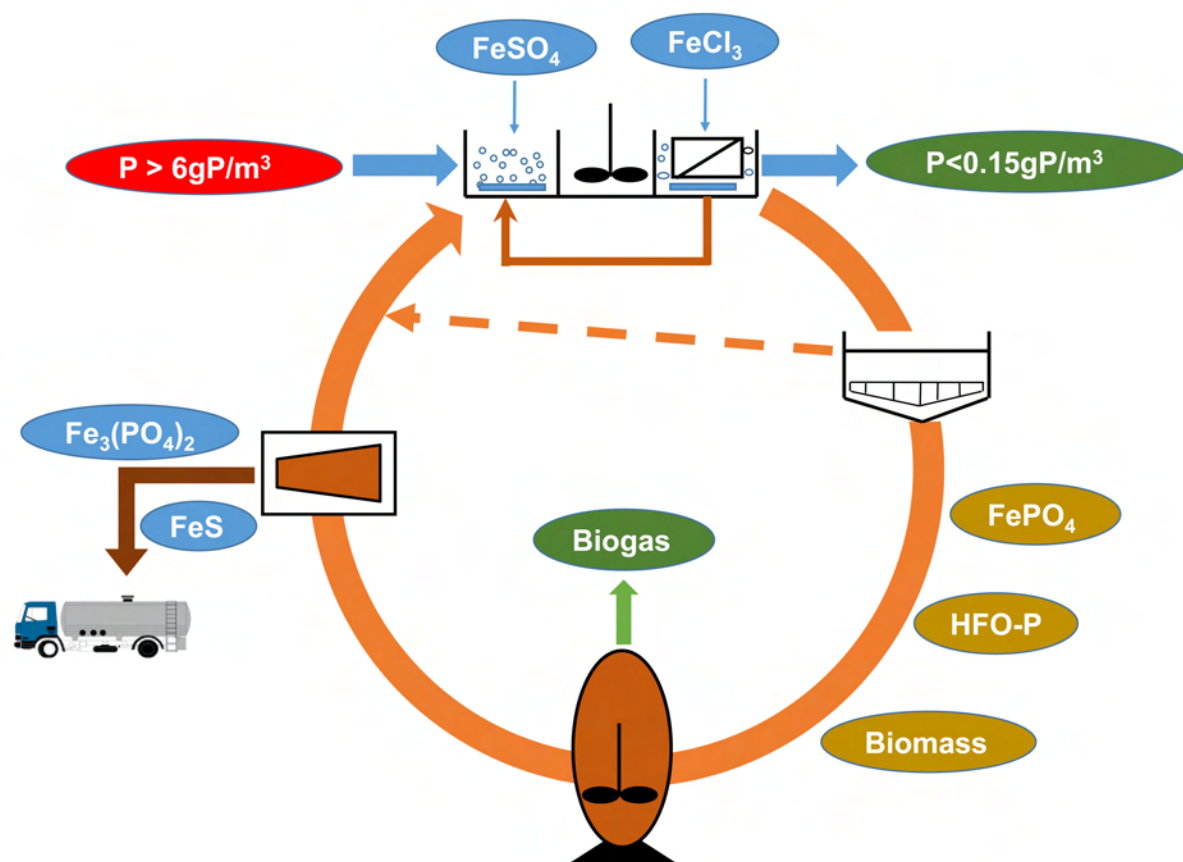 FeSO₄
FeCl₃
P > 6gP/m³
P<0.15gP/m³
Fe₃(PO₄)₂
FeS
Biogas
FePO₄
HFO-P
Biomass